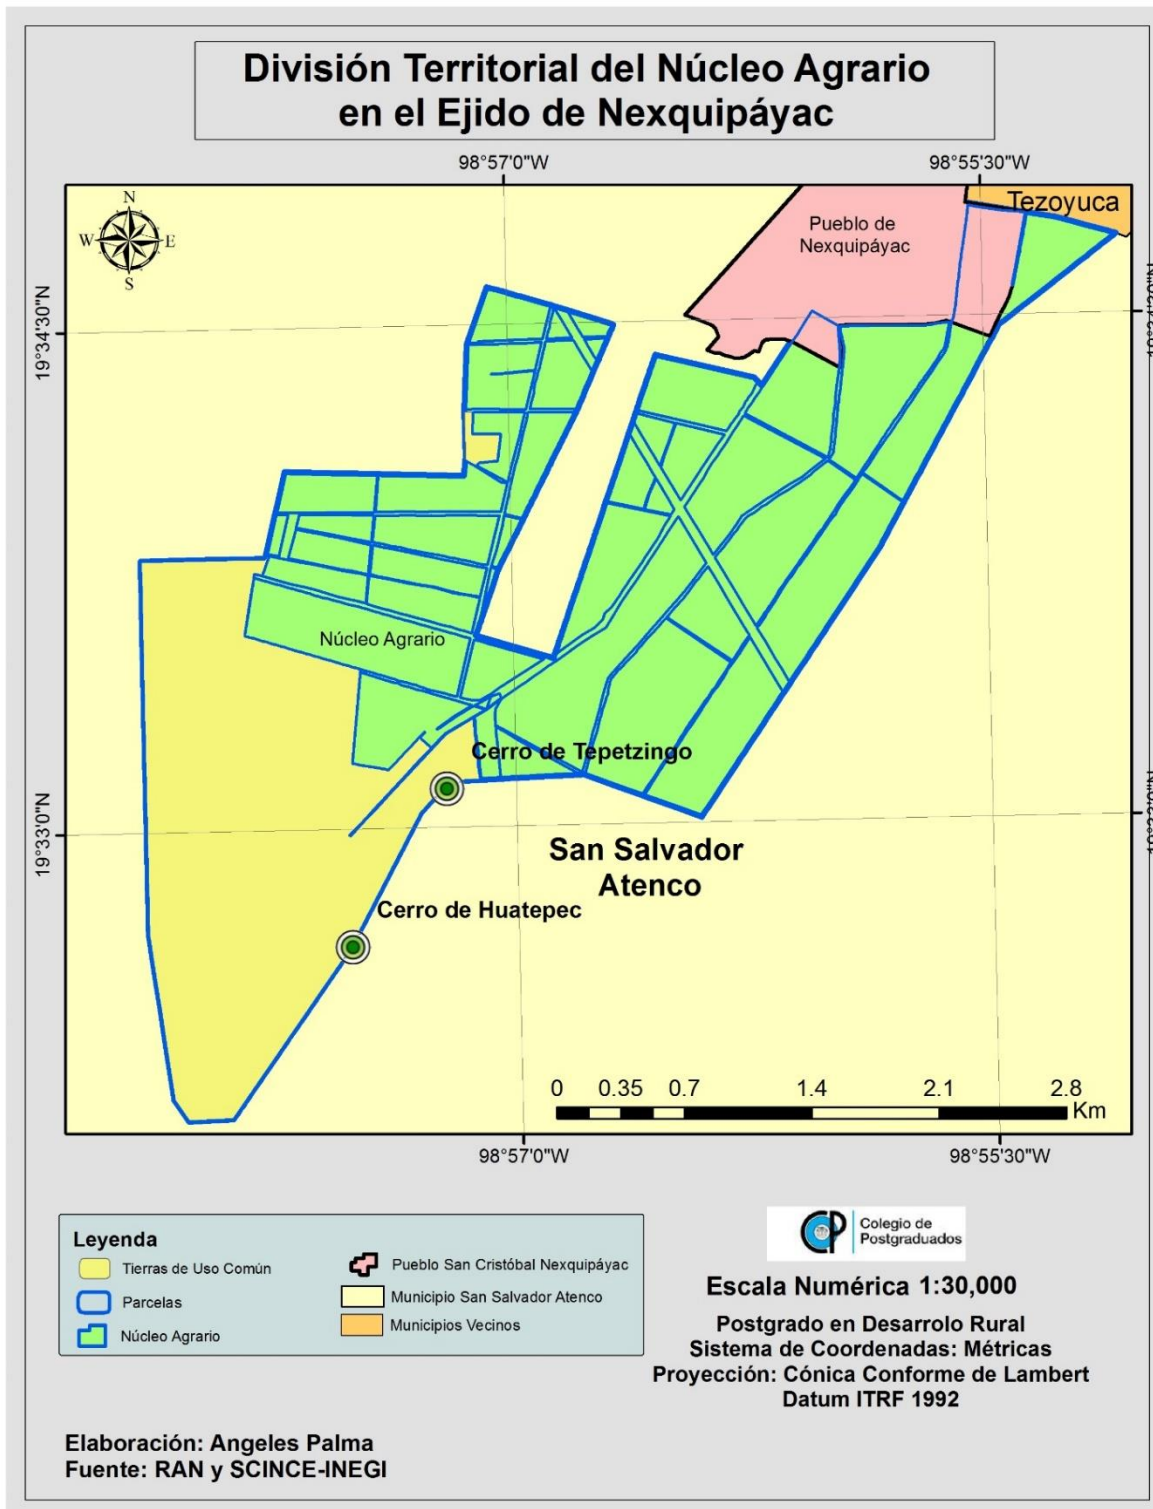 División Territorial del Núcleo Agrario
en el Ejido de Nexquipáyac
98°57'0"W
98°55'30"W
N
W
E
S
Tezoyuca
Pueblo de
Nexquipáyac
19°34'30"N
Núcleo Agrario
Cerro de Tepetzingo
19°33'0"N
San Salvador
Atenco
Cerro de Huatepec
0 0.35 0.7 1.4 2.1 2.8
Km
98°57'0"W
98°55'30"W
Leyenda
Tierras de Uso Común
Parcelas
Núcleo Agrario
Pueblo San Cristóbal Nexquipáyac
Municipio San Salvador Atenco
Municipios Vecinos
CP
Colegio de
Postgraduados
Escala Numérica 1:30,000
Postgrado en Desarrolo Rural
Sistema de Coordenadas: Métricas
Proyección: Cónica Conforme de Lambert
Datum ITRF 1992
Elaboración: Angeles Palma
Fuente: RAN y SCINCE-INEGI